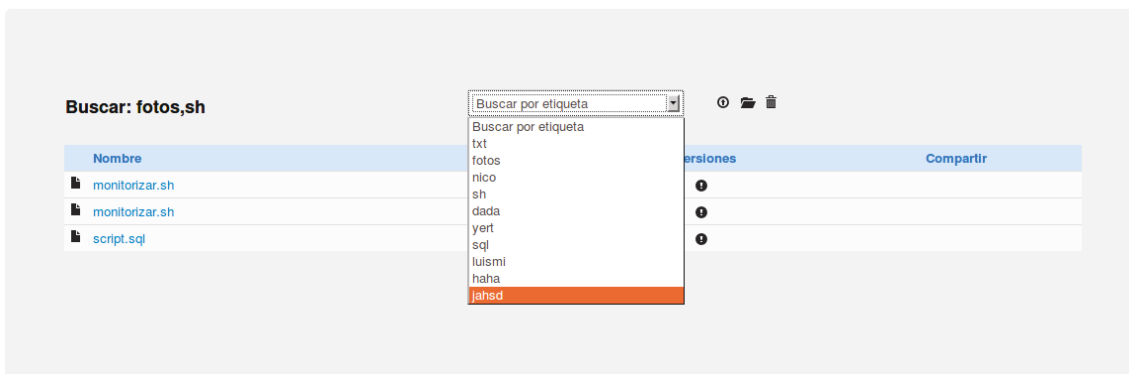 Buscar: fotos,sh
Buscar por etiqueta
Buscar por etiqueta
txt
fotos
nico
sh
dada
yert
sql
luismi
haha
jahsd
Nombre ersiones Compartir
monitorizar.sh
monitorizar.sh
script.sql